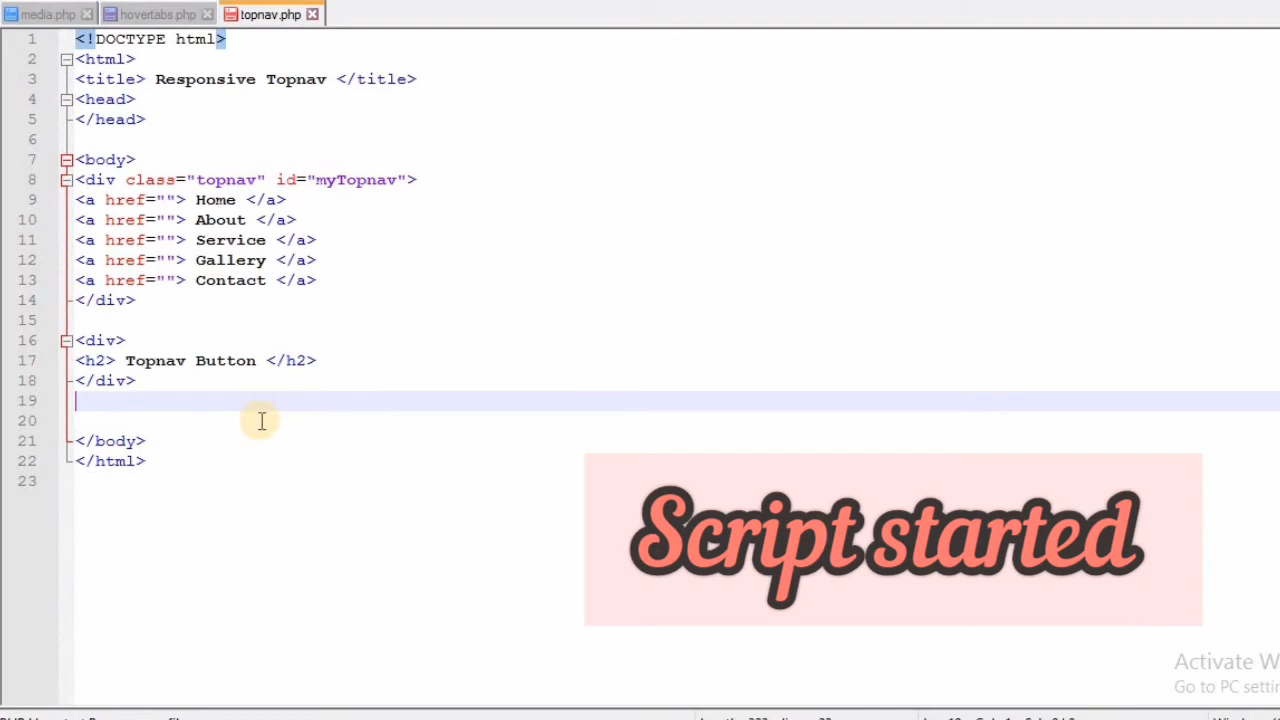 media.php hovertabs.php topnav.php
1 <!DOCTYPE html>
2 <html>
3 <title> Responsive Topnav </title>
4 <head>
5 </head>
6
7 <body>
8 <div class="topnav" id="myTopnav">
9 <a href=""> Home </a>
10 <a href=""> About </a>
11 <a href=""> Service </a>
12 <a href=""> Gallery </a>
13 <a href=""> Contact </a>
14 </div>
15
16 <div>
17 <h2> Topnav Button </h2>
18 </div>
19
20
21 </body>
22 </html>
23
Script started
Activate W
Go to PC settin